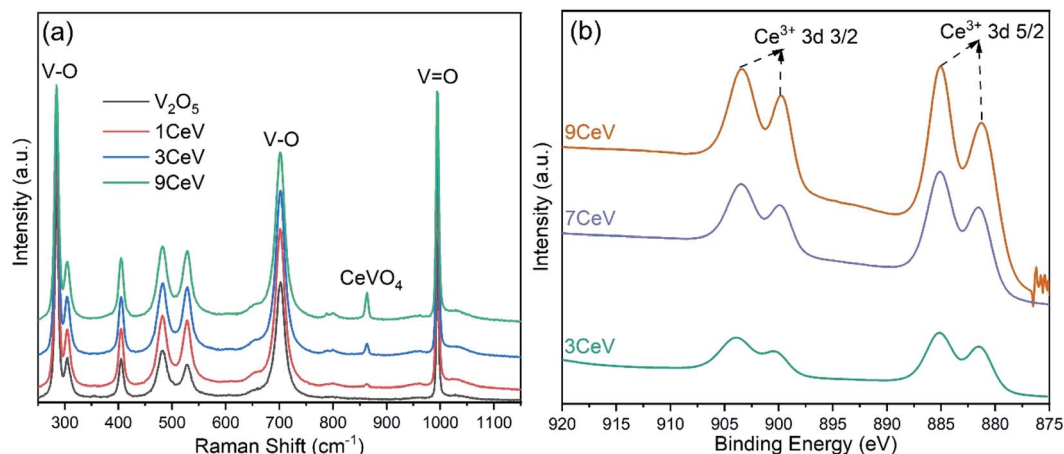 (a)
V-O
V=O
V₂O₅
1CeV
3CeV
9CeV
V-O
CeVO₄
Intensity (a.u.)
300 400 500 600 700 800 900 1000 1100
Raman Shift (cm⁻¹)
(b)
Ce³⁺ 3d 3/2
Ce³⁺ 3d 5/2
9CeV
7CeV
3CeV
Intensity (a.u.)
920 915 910 905 900 895 890 885 880 875
Binding Energy (eV)